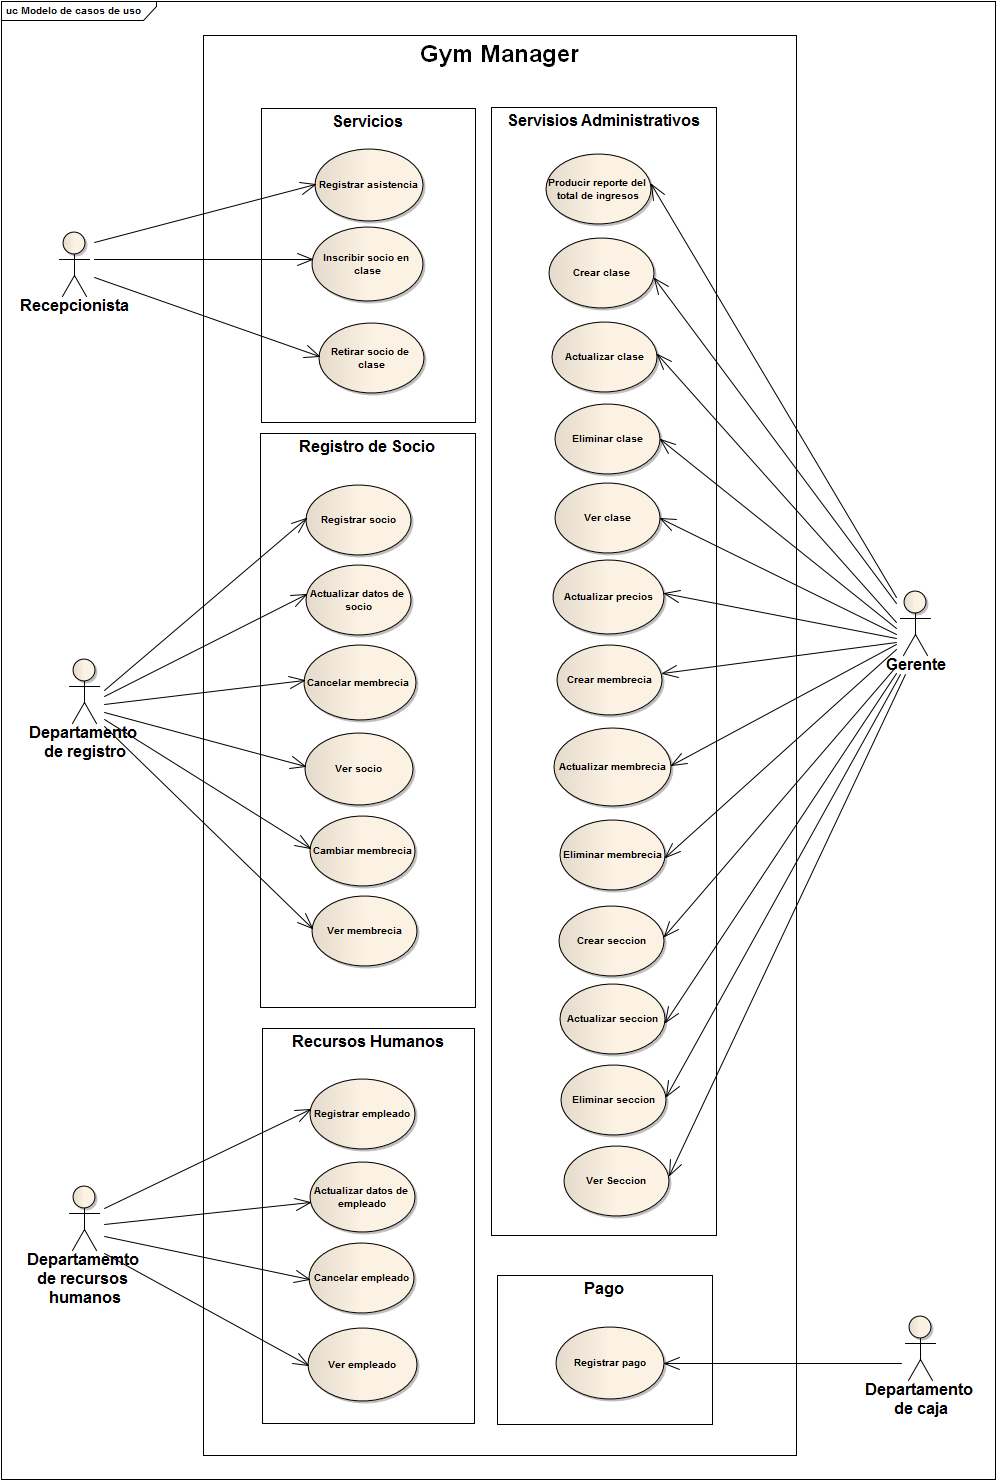 uc Modelo de casos de uso
Gym Manager
Servicios
Registrar asistencia
Inscribir socio en
clase
Retirar socio de
clase
Recepcionista
Registro de Socio
Registrar socio
Actualizar datos de
socio
Cancelar membrecia
Ver socio
Cambiar membrecia
Ver membrecia
Departamento
de registro
Recursos Humanos
Registrar empleado
Actualizar datos de
empleado
Cancelar empleado
Ver empleado
Departamemto
de recursos
humanos
Servisios Administrativos
Producir reporte del
total de ingresos
Crear clase
Actualizar clase
Eliminar clase
Ver clase
Actualizar precios
Crear membrecia
Actualizar membrecia
Eliminar membrecia
Crear seccion
Actualizar seccion
Eliminar seccion
Ver Seccion
Gerente
Pago
Registrar pago
Departamento
de caja